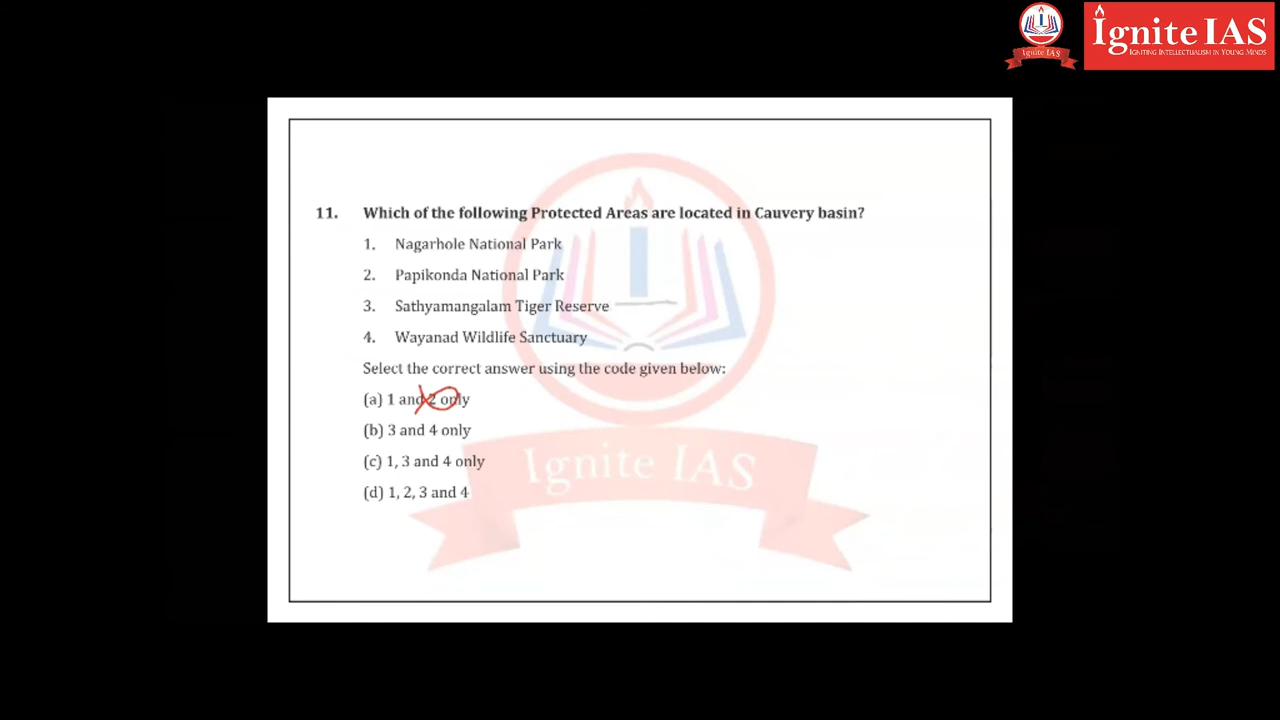 Ignite IAS
IGNITING INTELLECTUALISM IN YOUNG MINDS
Ignite IAS
11. Which of the following Protected Areas are located in Cauvery basin?
1. Nagarhole National Park
2. Papikonda National Park
3. Sathyamangalam Tiger Reserve
4. Wayanad Wildlife Sanctuary
Select the correct answer using the code given below:
(a) 1 and 2 only
(b) 3 and 4 only
(c) 1, 3 and 4 only
Ignite IAS
(d) 1, 2, 3 and 4